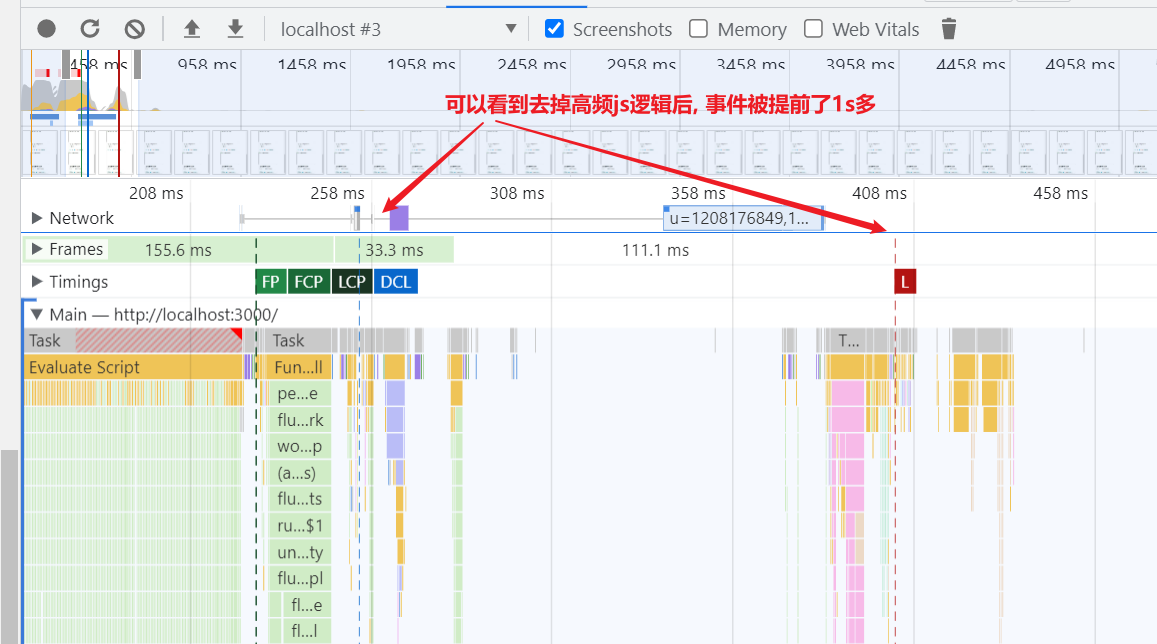 localhost #3 Screenshots Memory Web Vitals
458 ms 958 ms 1458 ms 1958 ms 2458 ms 2958 ms 3458 ms 3958 ms 4458 ms 4958 ms
可以看到去掉高频js逻辑后, 事件被提前了1s多
208 ms 258 ms 308 ms 358 ms 408 ms 458 ms
Network u=1208176849,1...
Frames 155.6 ms 33.3 ms 111.1 ms
Timings FP FCP LCP DCL L
Main — http://localhost:3000/
Task Task T...
Evaluate Script Fun...ll
pe...e
flu...rk
wo...p
(a...s)
flu...ts
ru...$1
un...ty
flu...pl
fl...e
fl...l